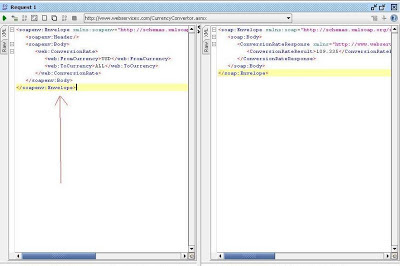 Request 1
http://www.webservicex.com/CurrencyConvertor.asmx
XML
Raw
<soapenv:Envelope xmlns:soapenv="http://schemas.xmlsoap
<soapenv:Header/>
<soapenv:Body>
<web:ConversionRate>
<web:FromCurrency>USD</web:FromCurrency>
<web:ToCurrency>ALL</web:ToCurrency>
</web:ConversionRate>
</soapenv:Body>
</soapenv:Envelope>
XML
Raw
<soap:Envelope xmlns:soap="http://schemas.xmlsoap.org/
<soap:Body>
<ConversionRateResponse xmlns="http://www.webserv
<ConversionRateResult>109.335</ConversionRateRe
</ConversionRateResponse>
</soap:Body>
</soap:Envelope>